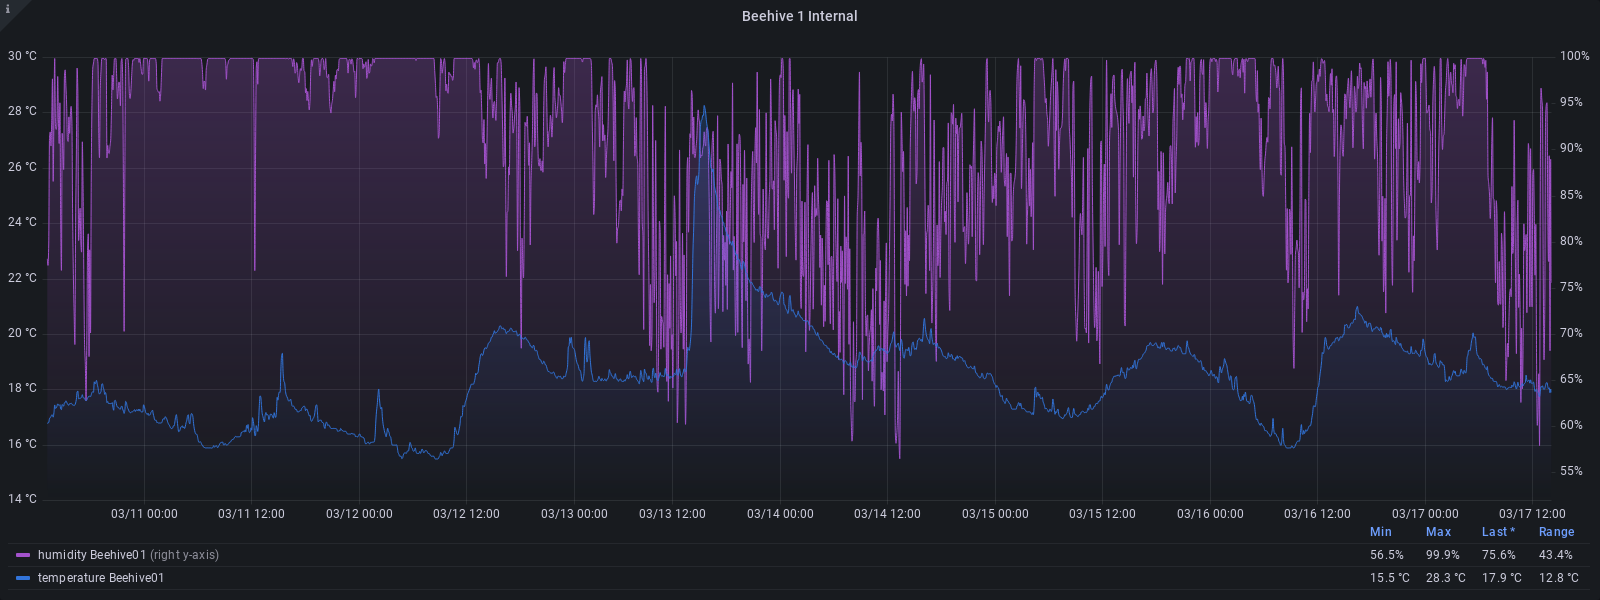 i
Beehive 1 Internal
30 °C
28 °C
26 °C
24 °C
22 °C
20 °C
18 °C
16 °C
14 °C
100%
95%
90%
85%
80%
75%
70%
65%
60%
55%
03/11 00:00 03/11 12:00 03/12 00:00 03/12 12:00 03/13 00:00 03/13 12:00 03/14 00:00 03/14 12:00 03/15 00:00 03/15 12:00 03/16 00:00 03/16 12:00 03/17 00:00 03/17 12:00
Min Max Last * Range
humidity Beehive01 (right y-axis) 56.5% 99.9% 75.6% 43.4%
temperature Beehive01 15.5 °C 28.3 °C 17.9 °C 12.8 °C